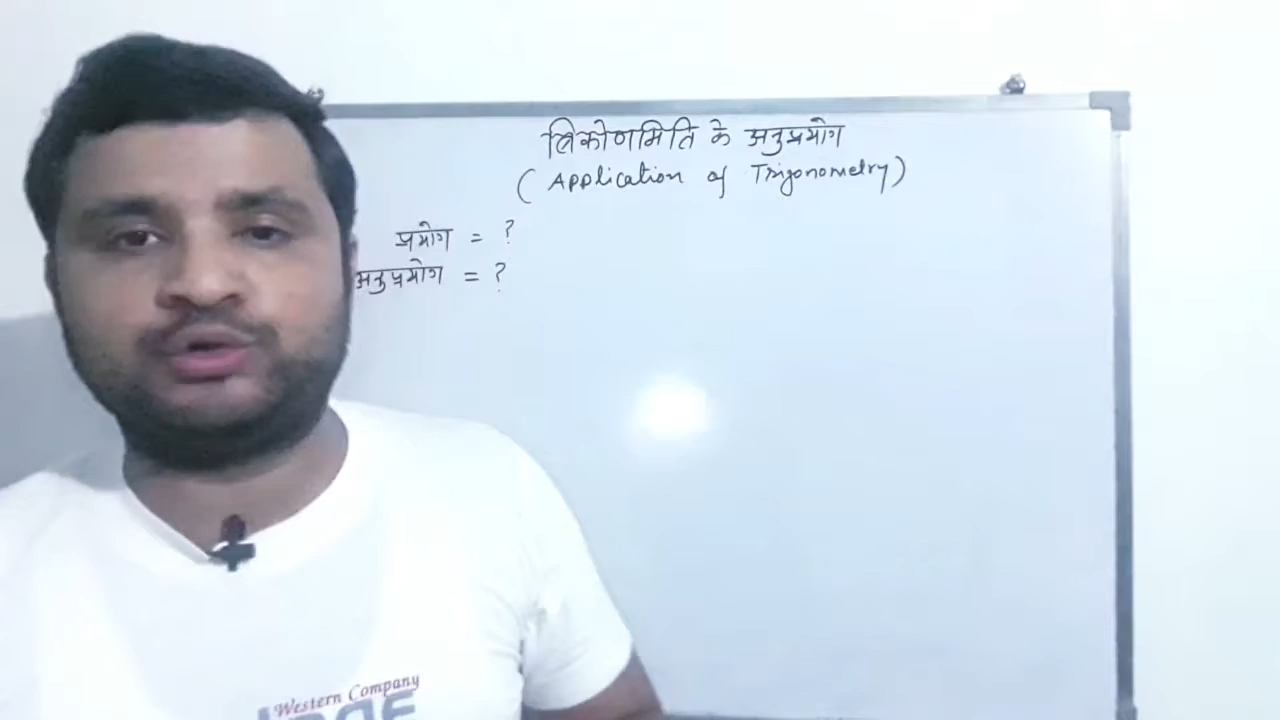 त्रिकोणमिति के अनुप्रयोग
(Application of Trigonometry)
प्रयोग = ?
अनुप्रयोग = ?
Western Company